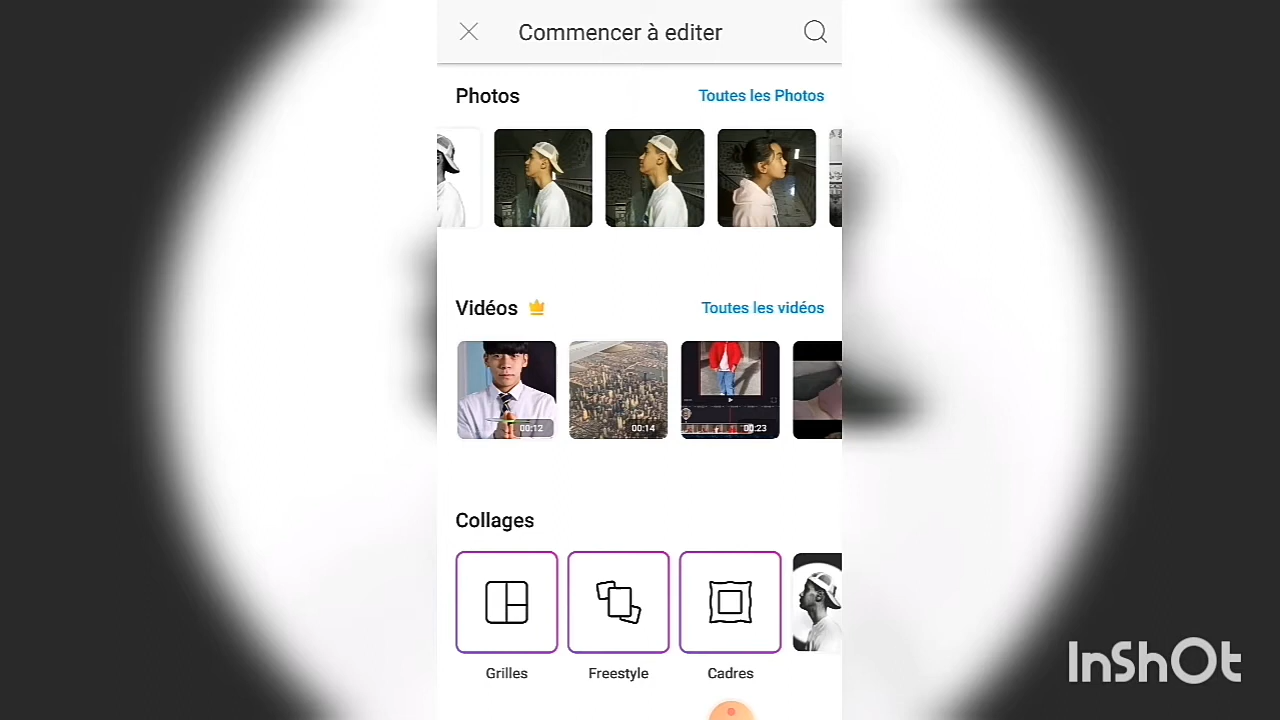 Commencer à editer
Photos
Toutes les Photos
Vidéos
Toutes les vidéos
00:12
00:14
00:23
Collages
Grilles
Freestyle
Cadres
InShOt